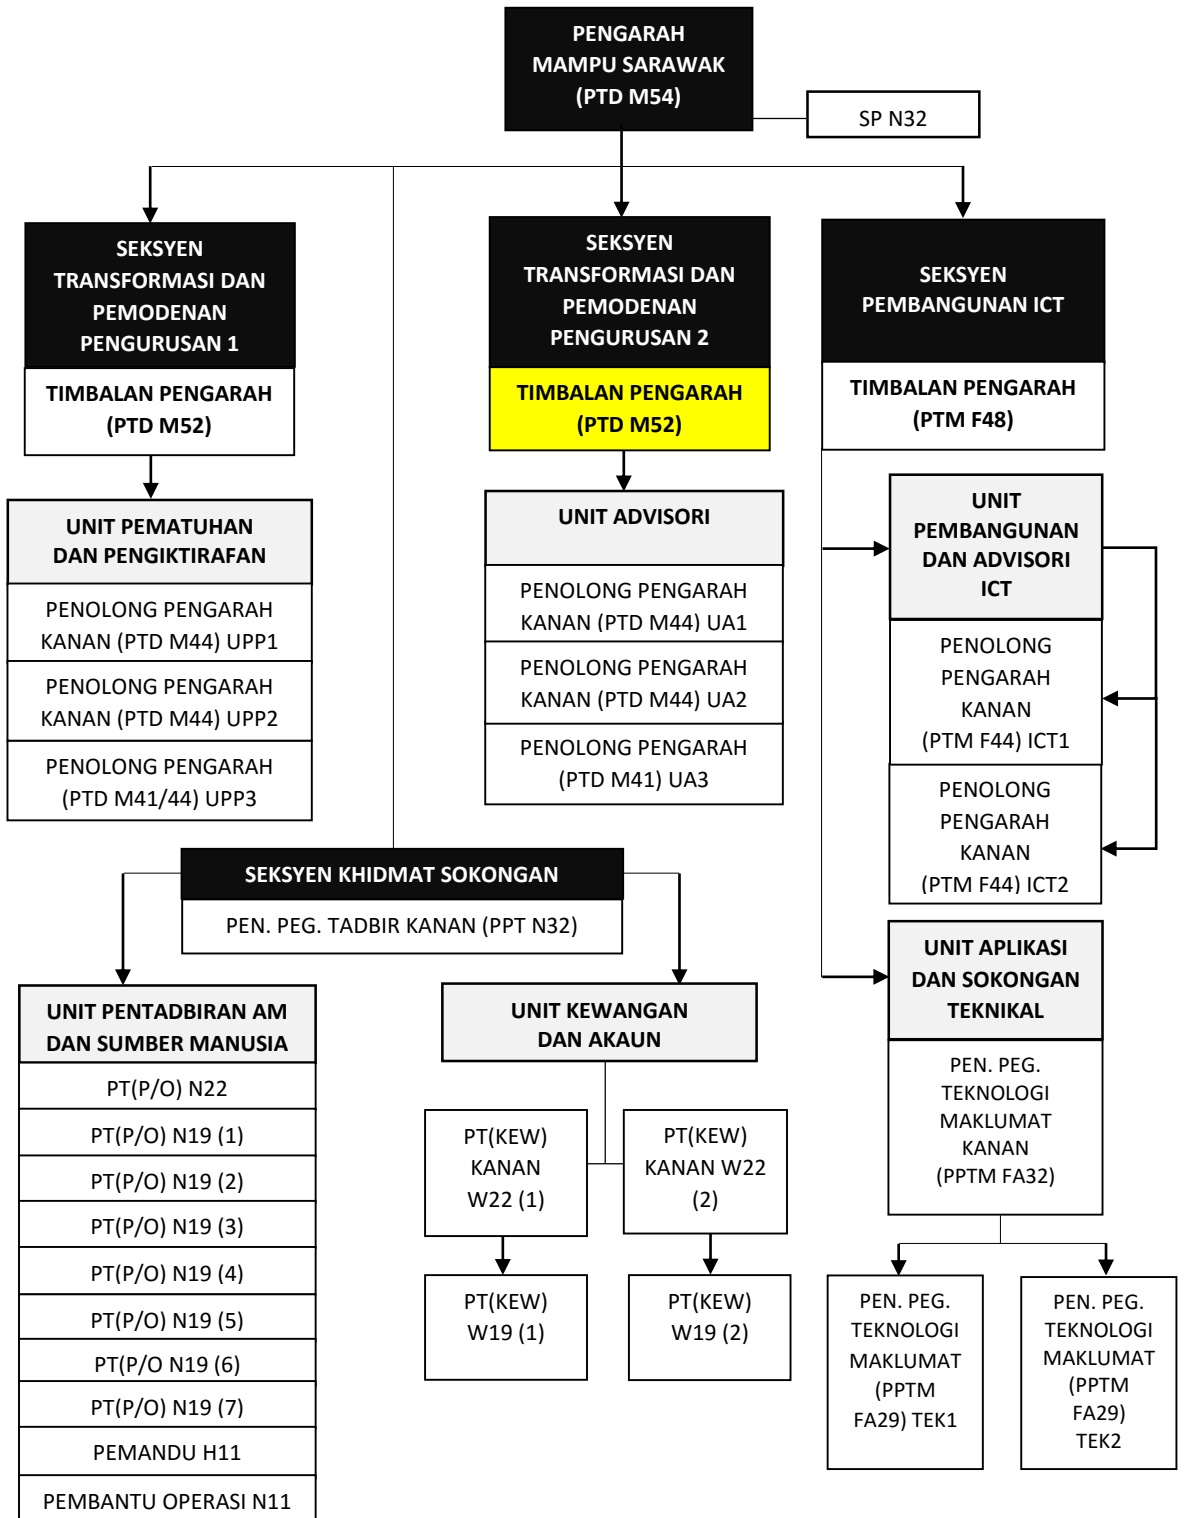 PENGARAH
MAMPU SARAWAK
(PTD M54)
SP N32
SEKSYEN
TRANSFORMASI DAN
PEMODENAN
PENGURUSAN 1
TIMBALAN PENGARAH
(PTD M52)
UNIT PEMATUHAN
DAN PENGIKTIRAFAN
PENOLONG PENGARAH
KANAN (PTD M44) UPP1
PENOLONG PENGARAH
KANAN (PTD M44) UPP2
PENOLONG PENGARAH
(PTD M41/44) UPP3
SEKSYEN
TRANSFORMASI DAN
PEMODENAN
PENGURUSAN 2
TIMBALAN PENGARAH
(PTD M52)
UNIT ADVISORI
PENOLONG PENGARAH
KANAN (PTD M44) UA1
PENOLONG PENGARAH
KANAN (PTD M44) UA2
PENOLONG PENGARAH
(PTD M41) UA3
SEKSYEN
PEMBANGUNAN ICT
TIMBALAN PENGARAH
(PTM F48)
UNIT
PEMBANGUNAN
DAN ADVISORI
ICT
PENOLONG
PENGARAH
KANAN
(PTM F44) ICT1
PENOLONG
PENGARAH
KANAN
(PTM F44) ICT2
UNIT APLIKASI
DAN SOKONGAN
TEKNIKAL
PEN. PEG.
TEKNOLOGI
MAKLUMAT
KANAN
(PPTM FA32)
PEN. PEG.
TEKNOLOGI
MAKLUMAT
(PPTM
FA29) TEK1
PEN. PEG.
TEKNOLOGI
MAKLUMAT
(PPTM
FA29)
TEK2
SEKSYEN KHIDMAT SOKONGAN
PEN. PEG. TADBIR KANAN (PPT N32)
UNIT PENTADBIRAN AM
DAN SUMBER MANUSIA
PT(P/O) N22
PT(P/O) N19 (1)
PT(P/O) N19 (2)
PT(P/O) N19 (3)
PT(P/O) N19 (4)
PT(P/O) N19 (5)
PT(P/O N19 (6)
PT(P/O) N19 (7)
PEMANDU H11
PEMBANTU OPERASI N11
UNIT KEWANGAN
DAN AKAUN
PT(KEW)
KANAN
W22 (1)
PT(KEW)
KANAN W22
(2)
PT(KEW)
W19 (1)
PT(KEW)
W19 (2)